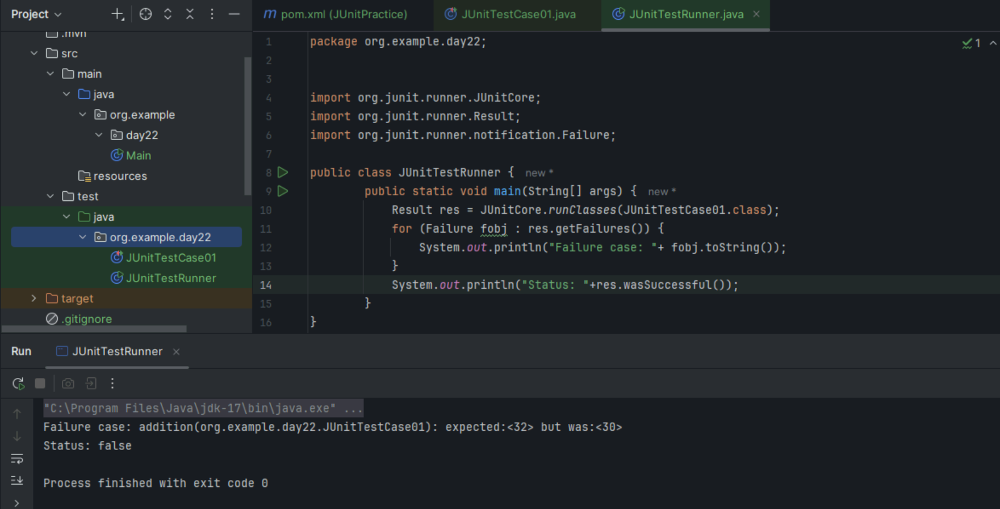 Project
.mvn
src
main
java
org.example
day22
Main
resources
test
java
org.example.day22
JUnitTestCase01
JUnitTestRunner
target
.gitignore
m pom.xml (JUnitPractice) JUnitTestCase01.java JUnitTestRunner.java
1 package org.example.day22; 1
2
3
4 import org.junit.runner.JUnitCore;
5 import org.junit.runner.Result;
6 import org.junit.runner.notification.Failure;
7
8 public class JUnitTestRunner { new *
9 public static void main(String[] args) { new *
10 Result res = JUnitCore.runClasses(JUnitTestCase01.class);
11 for (Failure fobj : res.getFailures()) {
12 System.out.println("Failure case: "+ fobj.toString());
13 }
14 System.out.println("Status: "+res.wasSuccessful());
15 }
16 }
Run JUnitTestRunner
"C:\Program Files\Java\jdk-17\bin\java.exe" ...
Failure case: addition(org.example.day22.JUnitTestCase01): expected:<32> but was:<30>
Status: false
Process finished with exit code 0